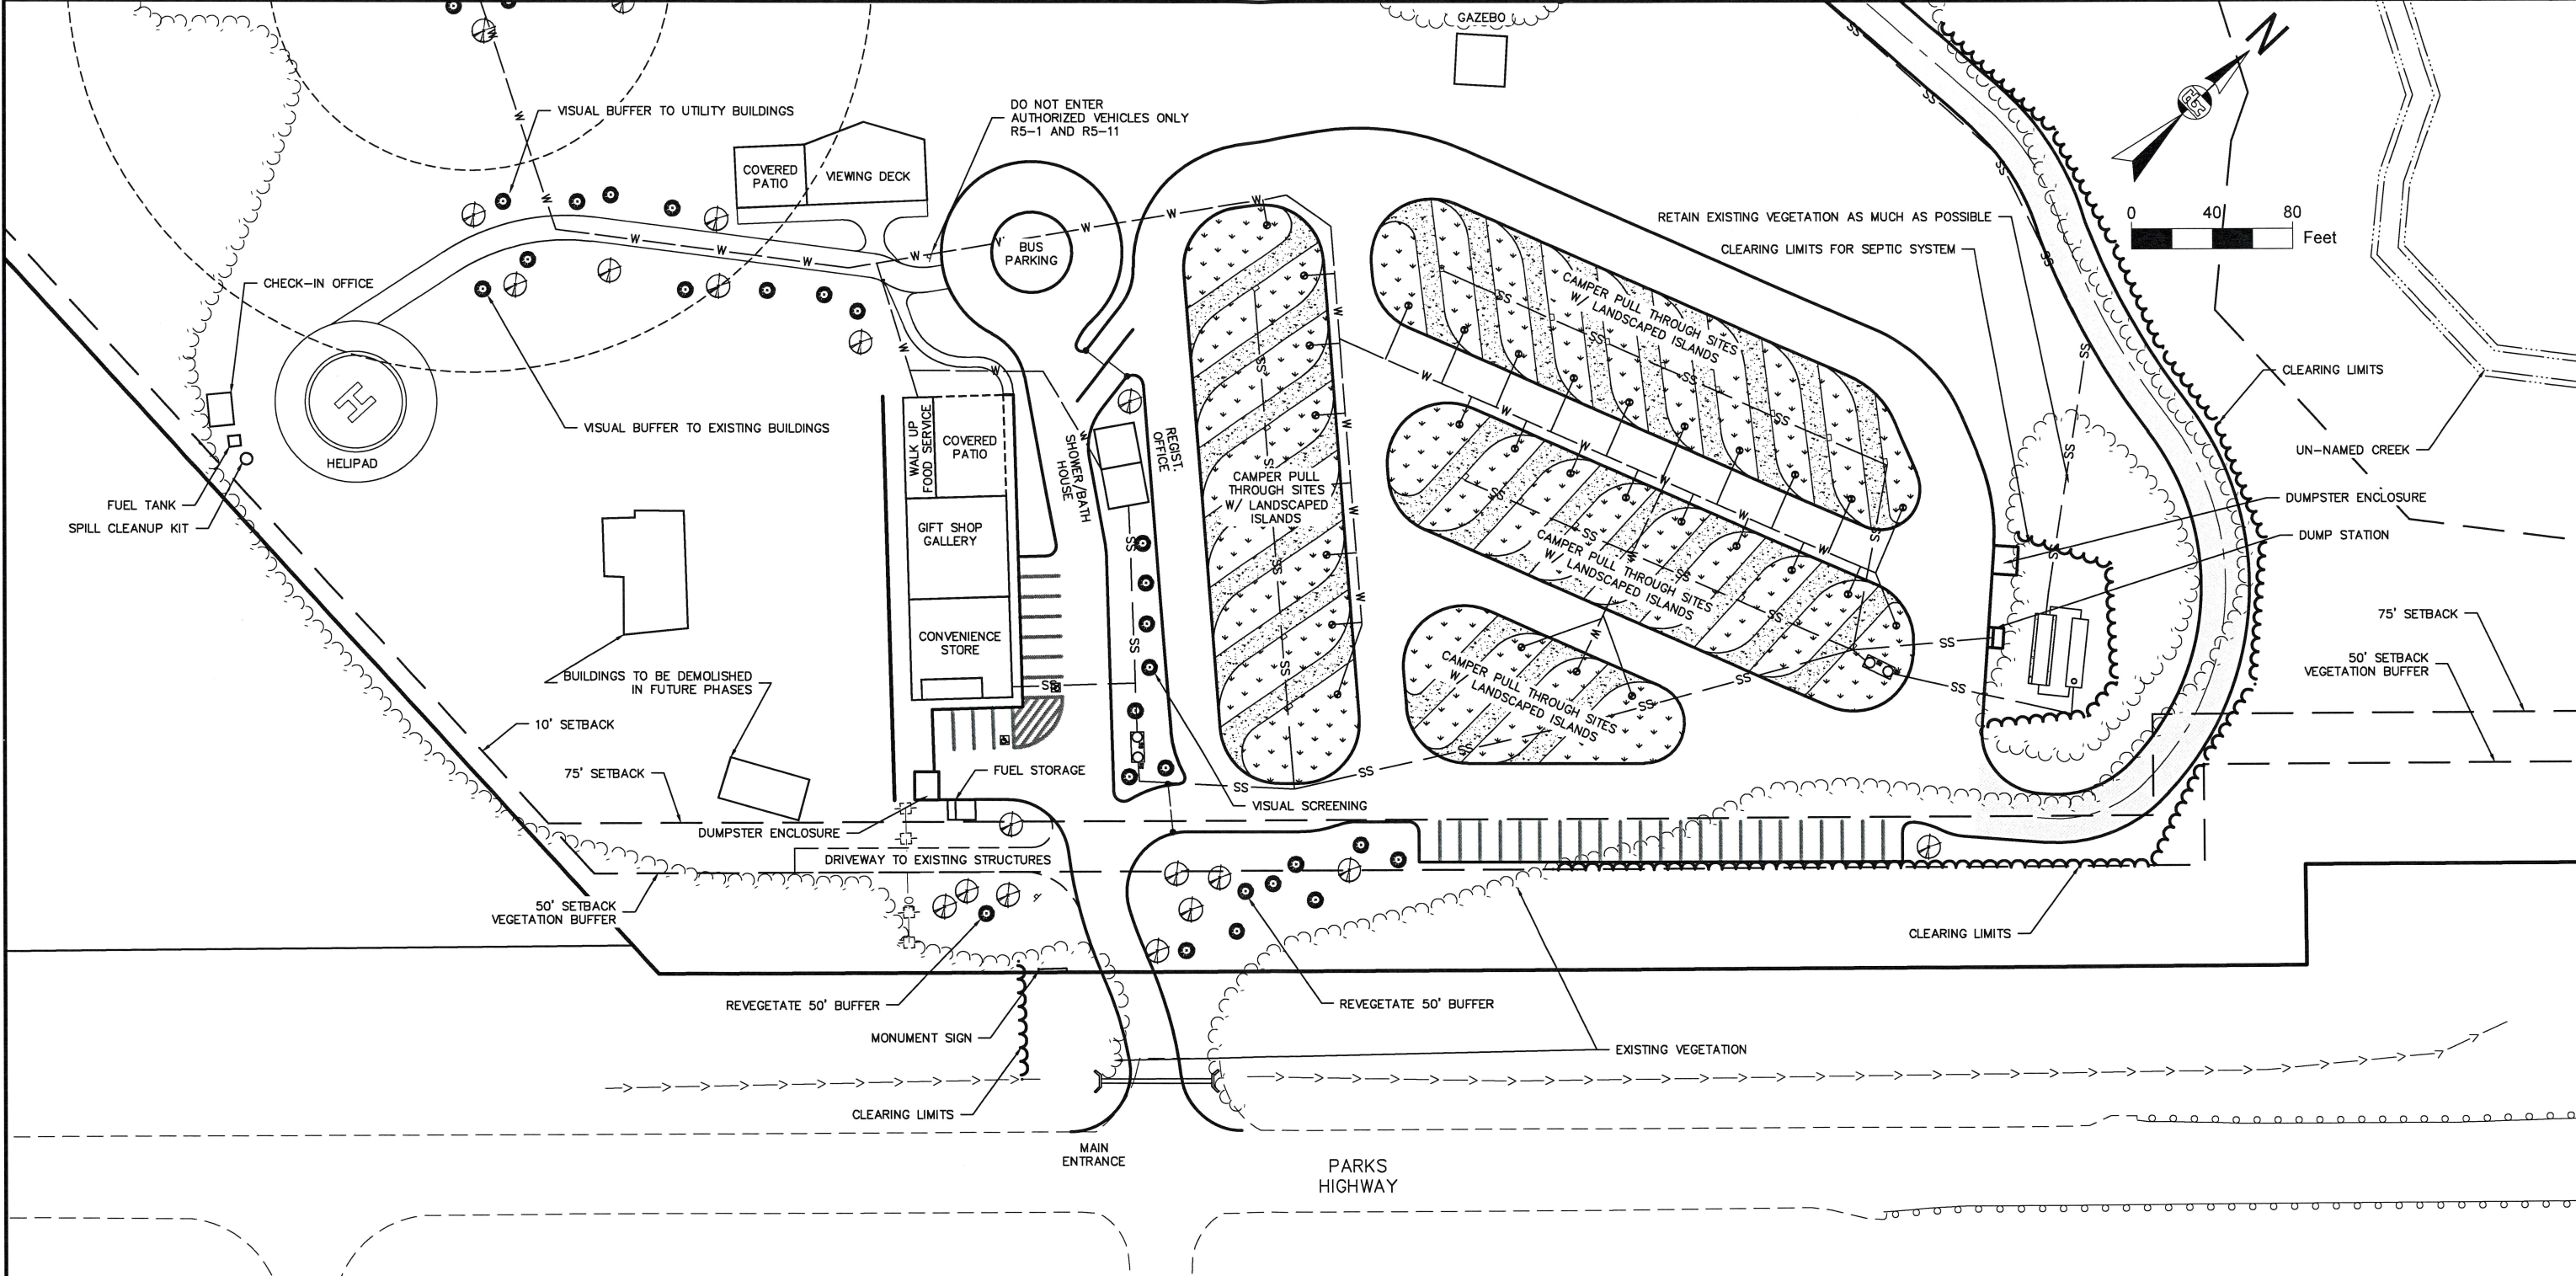 GAZEBO
N
VISUAL BUFFER TO UTILITY BUILDINGS
DO NOT ENTER
AUTHORIZED VEHICLES ONLY
R5-1 AND R5-11
COVERED
PATIO
VIEWING DECK
BUS
PARKING
RETAIN EXISTING VEGETATION AS MUCH AS POSSIBLE
CLEARING LIMITS FOR SEPTIC SYSTEM
0 40 80
Feet
CHECK-IN OFFICE
H
HELIPAD
VISUAL BUFFER TO EXISTING BUILDINGS
FUEL TANK
SPILL CLEANUP KIT
WALK UP
FOOD SERVICE
COVERED
PATIO
GIFT SHOP
GALLERY
CONVENIENCE
STORE
SHOWER/BATH
HOUSE
REGIST.
OFFICE
CAMPER PULL
THROUGH SITES
W/ LANDSCAPED
ISLANDS
CAMPER PULL THROUGH SITES
W/ LANDSCAPED ISLANDS
CAMPER PULL THROUGH SITES
W/ LANDSCAPED ISLANDS
CAMPER PULL THROUGH SITES
W/ LANDSCAPED ISLANDS
CLEARING LIMITS
UN-NAMED CREEK
DUMPSTER ENCLOSURE
DUMP STATION
75' SETBACK
50' SETBACK
VEGETATION BUFFER
BUILDINGS TO BE DEMOLISHED
IN FUTURE PHASES
10' SETBACK
75' SETBACK
FUEL STORAGE
VISUAL SCREENING
DUMPSTER ENCLOSURE
DRIVEWAY TO EXISTING STRUCTURES
50' SETBACK
VEGETATION BUFFER
CLEARING LIMITS
REVEGETATE 50' BUFFER
REVEGETATE 50' BUFFER
MONUMENT SIGN
EXISTING VEGETATION
CLEARING LIMITS
MAIN
ENTRANCE
PARKS
HIGHWAY